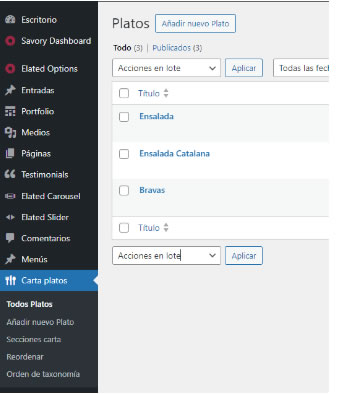 Escritorio
Savory Dashboard
Elated Options
Entradas
Portfolio
Medios
Páginas
Testimonials
Elated Carousel
Elated Slider
Comentarios
Menús
Carta platos
Todos Platos
Añadir nuevo Plato
Secciones carta
Reordenar
Orden de taxonomía
Platos Añadir nuevo Plato
Todo (3) | Publicados (3)
Acciones en lote Aplicar Todas las fec
Título
Ensalada
Ensalada Catalana
Bravas
Título
Acciones en lote Aplicar